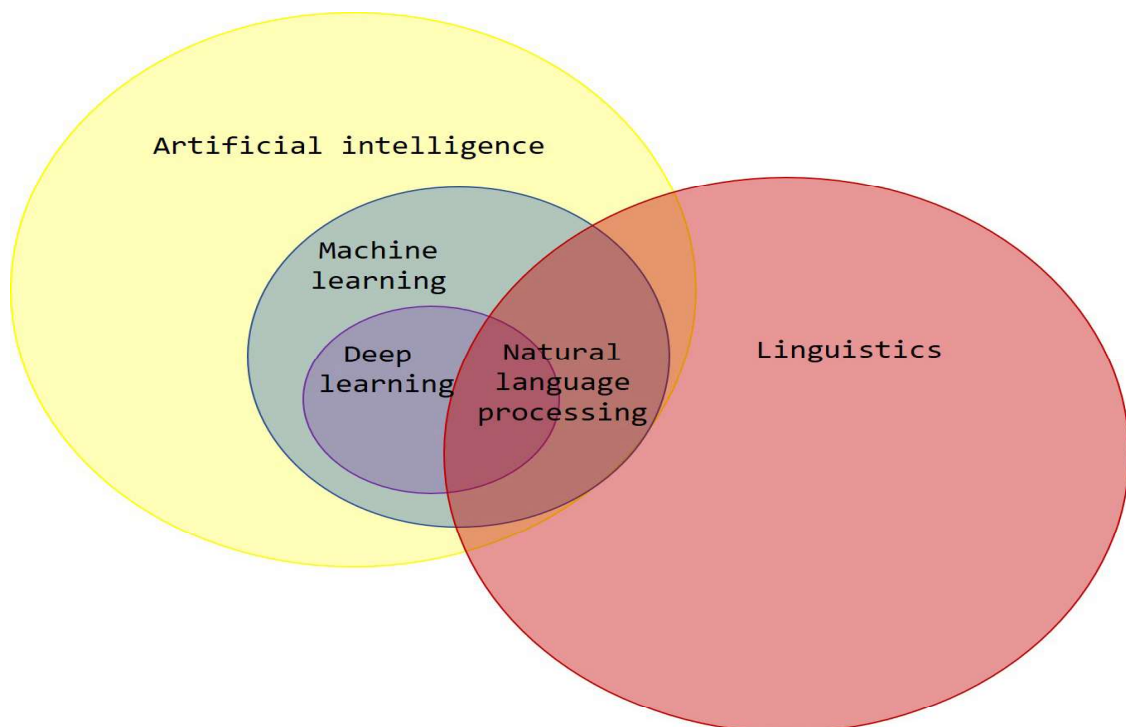 Artificial intelligence
Machine
learning
Deep
learning
Natural
language
processing
Linguistics